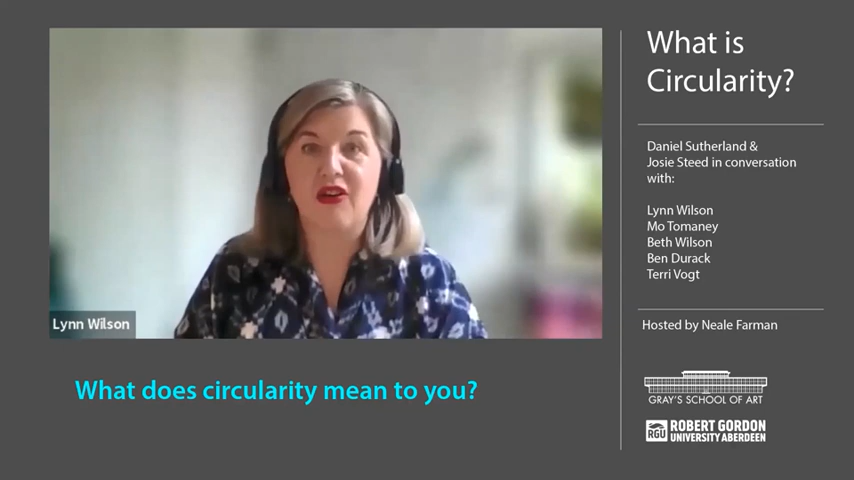 Lynn Wilson
What does circularity mean to you?
What is
Circularity?
Daniel Sutherland &
Josie Steed in conversation
with:
Lynn Wilson
Mo Tomaney
Beth Wilson
Ben Durack
Terri Vogt
Hosted by Neale Farman
GRAY'S SCHOOL OF ART
RGU
ROBERT GORDON
UNIVERSITY ABERDEEN